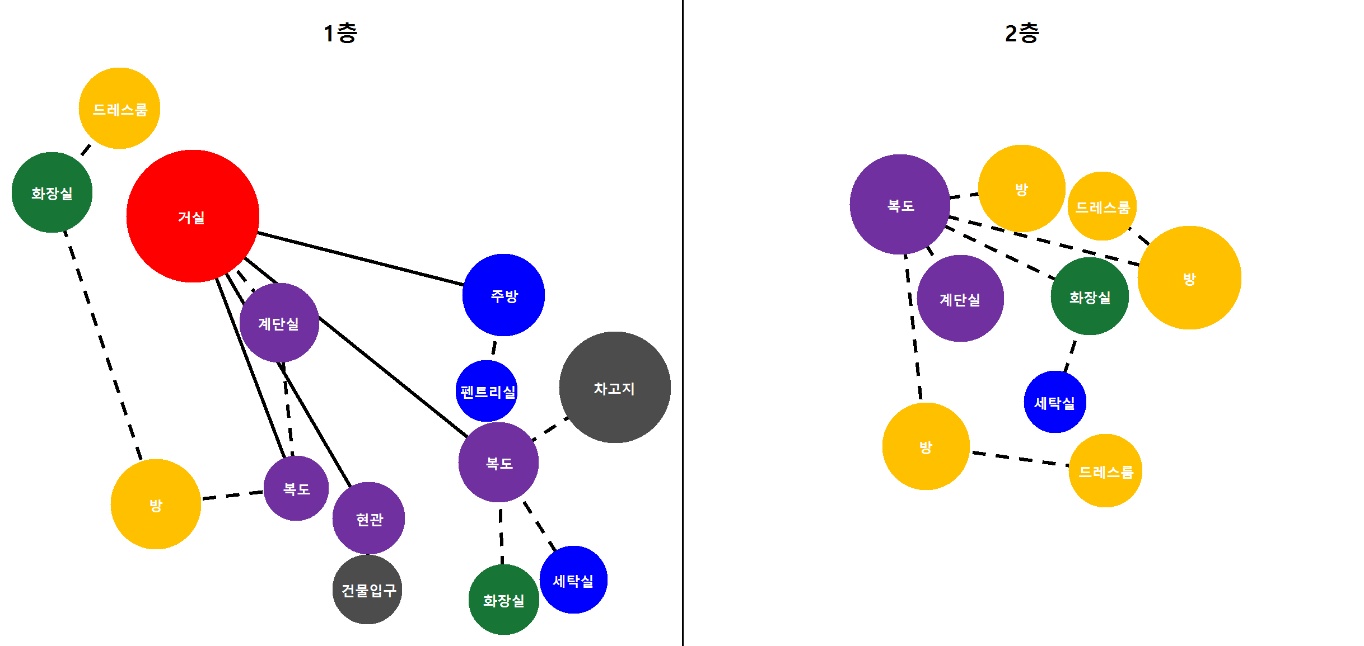 1층
드레스룸
화장실
거실
주방
계단실
펜트리실
차고지
복도
복도
방
현관
건물입구
세탁실
화장실
2층
방
복도
드레스룸
방
계단실
화장실
세탁실
방
드레스룸